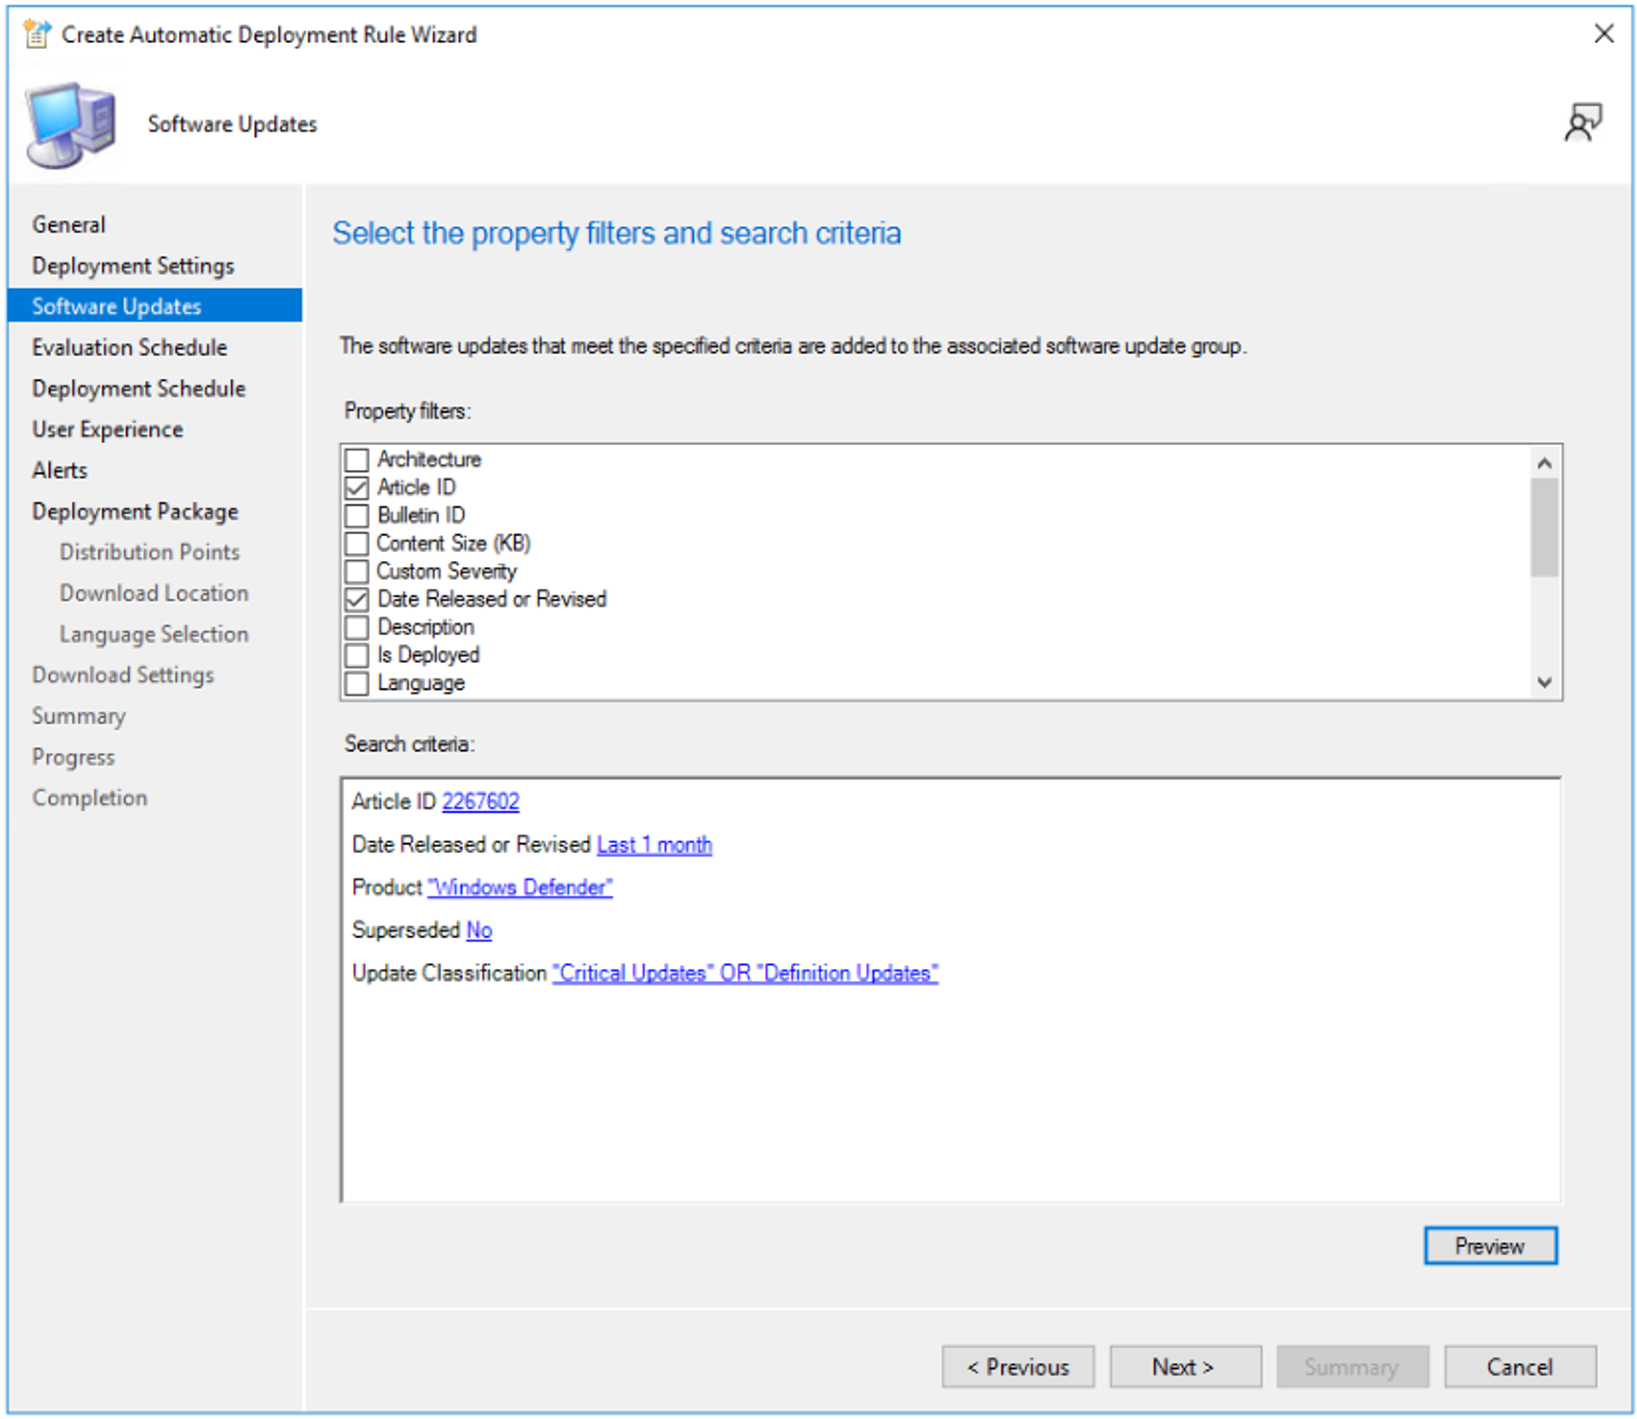 Create Automatic Deployment Rule Wizard
Software Updates
General
Deployment Settings
Software Updates
Evaluation Schedule
Deployment Schedule
User Experience
Alerts
Deployment Package
Distribution Points
Download Location
Language Selection
Download Settings
Summary
Progress
Completion
Select the property filters and search criteria
The software updates that meet the specified criteria are added to the associated software update group.
Property filters:
Architecture
Article ID
Bulletin ID
Content Size (KB)
Custom Severity
Date Released or Revised
Description
Is Deployed
Language
Search criteria:
Article ID 2267602
Date Released or Revised Last 1 month
Product "Windows Defender"
Superseded No
Update Classification "Critical Updates" OR "Definition Updates"
Preview
< Previous
Next >
Summary
Cancel